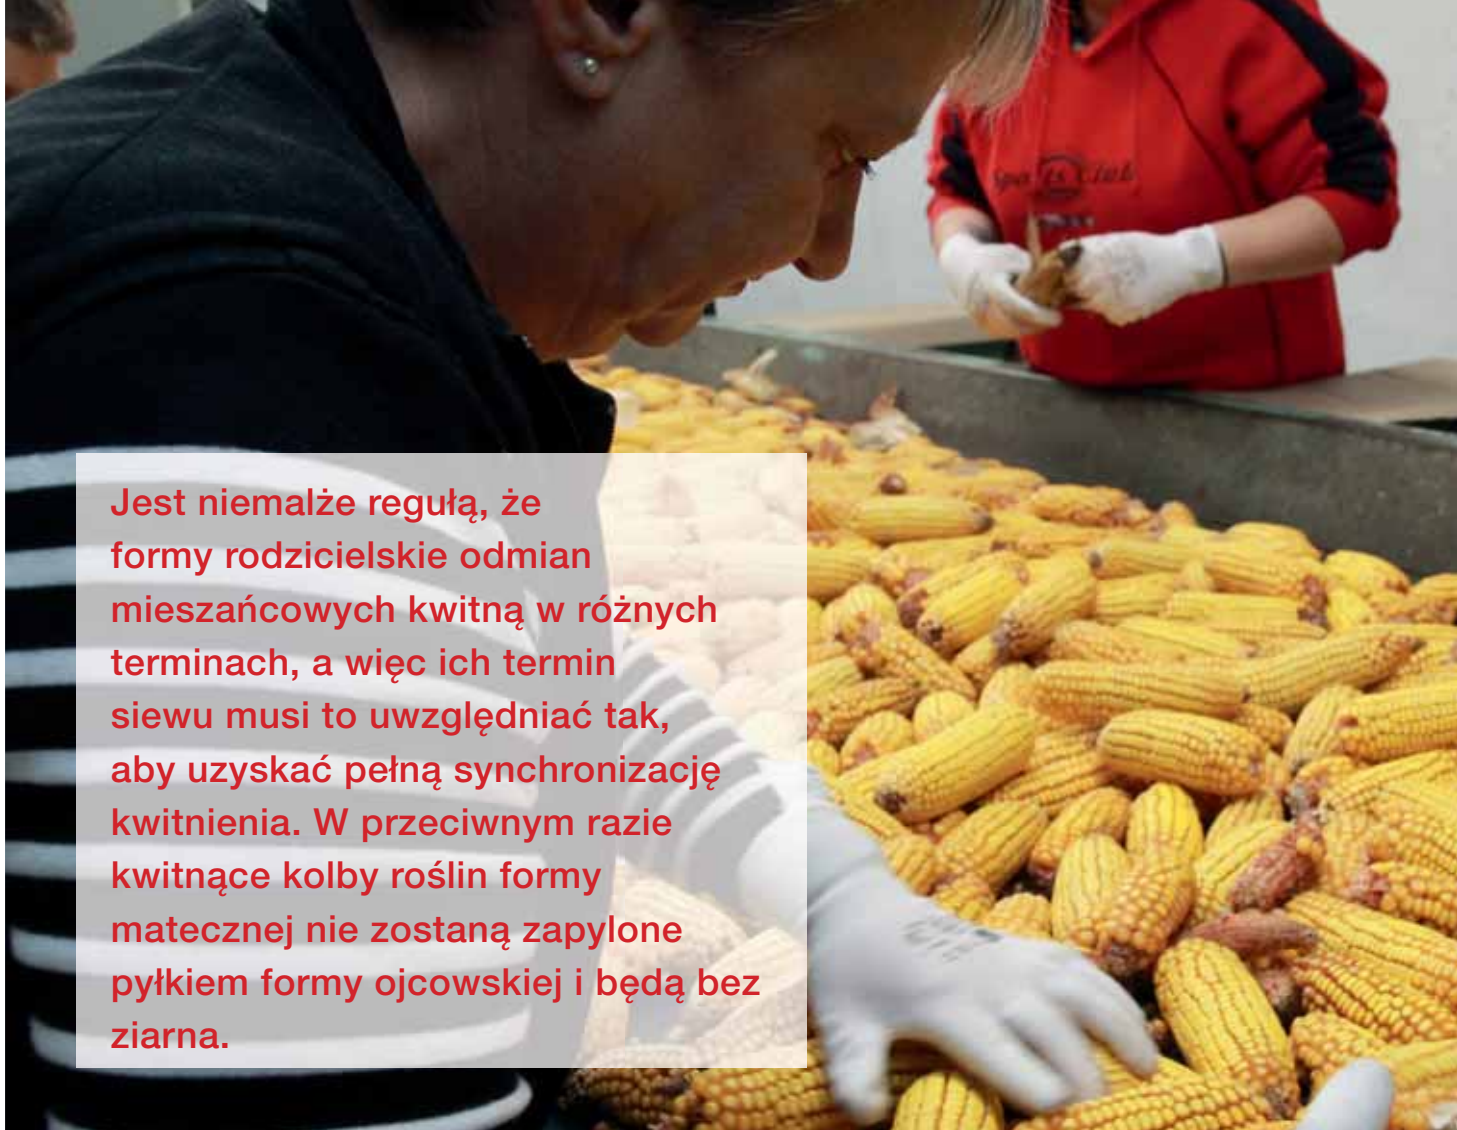 Sports Club
Jest niemalże regułą, że
formy rodzicielskie odmian
mieszańcowych kwitną w różnych
terminach, a więc ich termin
siewu musi to uwzględniać tak,
aby uzyskać pełną synchronizację
kwitnienia. W przeciwnym razie
kwitnące kolby roślin formy
matecznej nie zostaną zapylone
pyłkiem formy ojcowskiej i będą bez
ziarna.